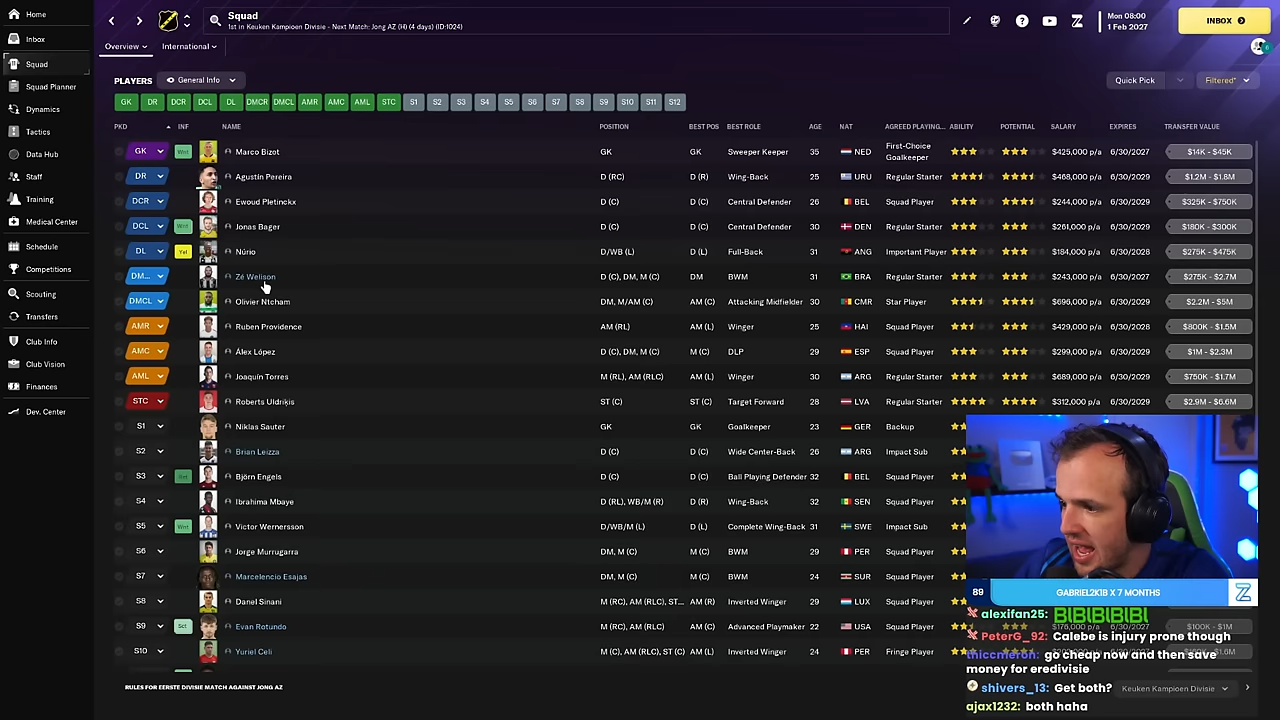 Home
Inbox
Squad
Squad Planner
Dynamics
Tactics
Data Hub
Staff
Training
Medical Center
Schedule
Competitions
Scouting
Transfers
Club Info
Club Vision
Finances
Dev. Center
Squad
1st in Keuken Kampioen Divisie - Next Match: Jong AZ (H) (4 days) (ID:1024)
Mon 08:00
1 Feb 2027
INBOX
Overview International
PLAYERS General Info Quick Pick Filtered*
GK DR DCR DCL DL DMCR DMCL AMR AMC AML STC S1 S2 S3 S4 S5 S6 S7 S8 S9 S10 S11 S12
PKD INF NAME POSITION BEST POS BEST ROLE AGE NAT AGREED PLAYING... ABILITY POTENTIAL SALARY EXPIRES TRANSFER VALUE
GK Wnt Marco Bizot GK GK Sweeper Keeper 35 NED First-Choice Goalkeeper $425,000 p/a 6/30/2027 $14K - $45K
DR Agustín Pereira D (RC) D (R) Wing-Back 25 URU Regular Starter $468,000 p/a 6/30/2029 $1.2M - $1.8M
DCR Ewoud Pletinckx D (C) D (C) Central Defender 26 BEL Regular Starter $244,000 p/a 6/30/2029 $325K - $750K
DCL Wnt Jonas Bager D (C) D (C) Central Defender 30 DEN Regular Starter $261,000 p/a 6/30/2029 $180K - $300K
DL Yel Núrio D/WB (L) D (L) Full-Back 31 ANG Important Player $184,000 p/a 6/30/2028 $275K - $475K
DM... Zé Welison D (C), DM, M (C) DM BWM 31 BRA Regular Starter $243,000 p/a 6/30/2027 $275K - $2.7M
DMCL Olivier Ntcham DM, M/AM (C) AM (C) Attacking Midfielder 30 CMR Star Player $696,000 p/a 6/30/2029 $2.2M - $5M
AMR Ruben Providence AM (RL) AM (L) Winger 25 HAI Squad Player $429,000 p/a 6/30/2028 $800K - $1.5M
AMC Álex López D (C), DM, M (C) M (C) DLP 29 ESP Squad Player $299,000 p/a 6/30/2029 $1M - $2.3M
AML Joaquín Torres M (RL), AM (RLC) AM (L) Winger 30 ARG Regular Starter $689,000 p/a 6/30/2029 $750K - $1.7M
STC Roberts Uldriķis ST (C) ST (C) Target Forward 28 LVA Regular Starter $312,000 p/a 6/30/2029 $2.9M - $6.6M
S1 Niklas Sauter GK GK Goalkeeper 23 GER Backup
S2 Brian Leizza D (C) D (C) Wide Center-Back 26 ARG Impact Sub
S3 Björn Engels D (C) D (C) Ball Playing Defender 32 BEL Squad Player
S4 Ibrahima Mbaye D (RL), WB/M (R) D (R) Wing-Back 32 SEN Squad Player
S5 Wnt Victor Wernersson D/WB/M (L) D (L) Complete Wing-Back 31 SWE Impact Sub
S6 Jorge Murrugarra DM, M (C) M (C) BWM 29 PER Squad Player
S7 Marcelencio Esajas DM, M (C) M (C) BWM 24 SUR Squad Player
S8 Danel Sinani M (RC), AM (RLC), ST... AM (R) Inverted Winger 29 LUX Squad Player
S9 Sct Evan Rotundo M (RC), AM (RLC) M (C) Advanced Playmaker 22 USA Squad Player
S10 Yuriel Celi M (C), AM (RLC), ST (C) AM (L) Inverted Winger 24 PER Fringe Player
RULES FOR EERSTE DIVISIE MATCH AGAINST JONG AZ
89 GABRIEL2K1B X 7 MONTHS
alexifan25: BIBIBIBIBI
PeterG_92: Calebe is injury prone though
thiccmeron: go cheap now and then save
money for eredivisie
shivers_13: Get both?
Keuken Kampioen Divisie
ajax1232: both haha